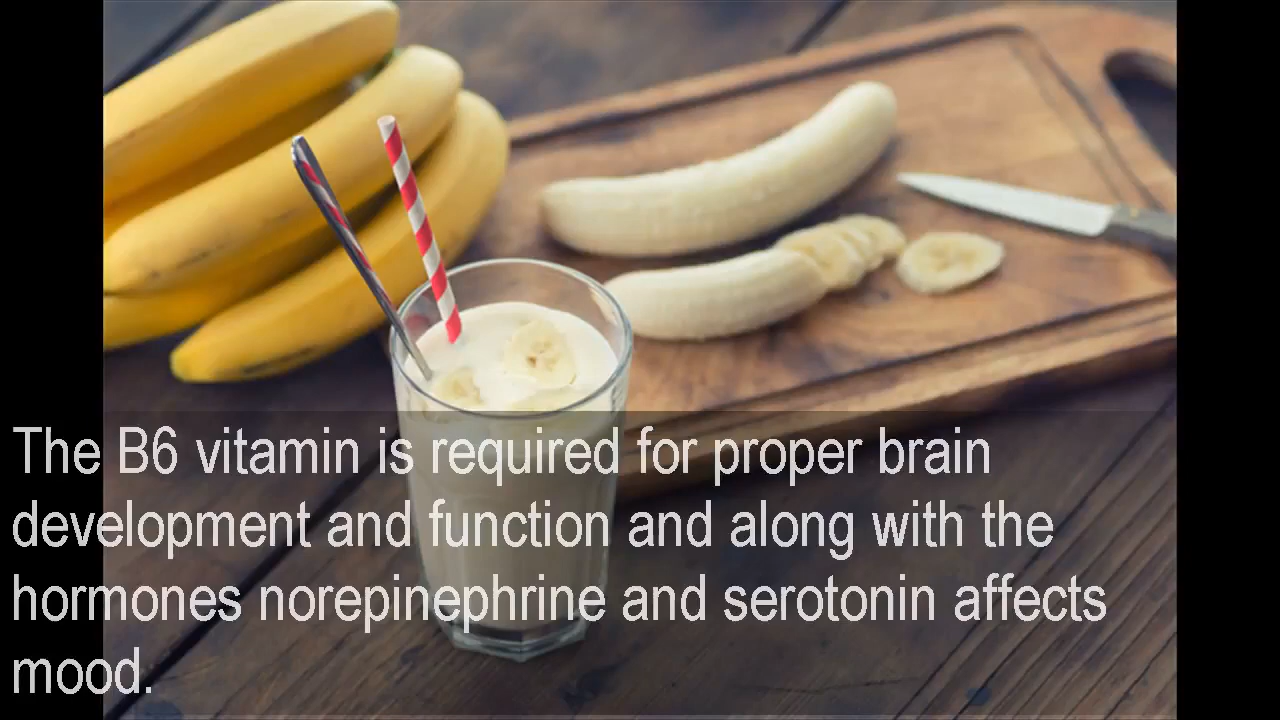 The B6 vitamin is required for proper brain
development and function and along with the
hormones norepinephrine and serotonin affects
mood.